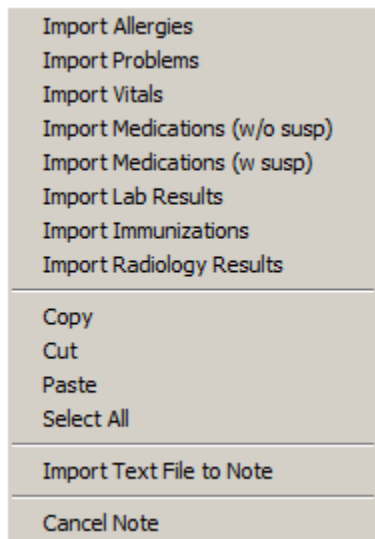 Import Allergies
Import Problems
Import Vitals
Import Medications (w/o susp)
Import Medications (w susp)
Import Lab Results
Import Immunizations
Import Radiology Results
Copy
Cut
Paste
Select All
Import Text File to Note
Cancel Note